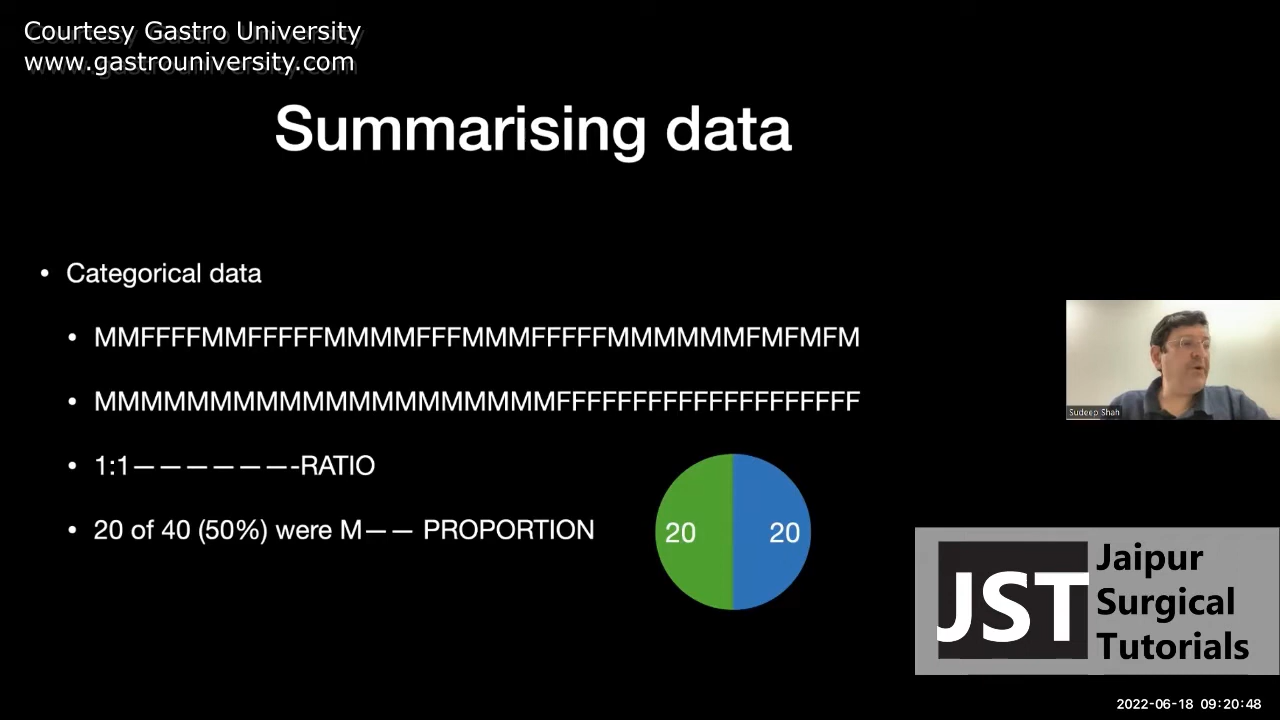 Courtesy Gastro University
www.gastrouniversity.com
Summarising data
• Categorical data
• MMFFFFMMFFFFFMMMMFFFMMMFFFFFMMMMMMFMFMFM
• MMMMMMMMMMMMMMMMMMMMFFFFFFFFFFFFFFFFFFFF
• 1:1——————-RATIO
• 20 of 40 (50%) were M—— PROPORTION
20 20
Sudeep Shah
JST
Jaipur
Surgical
Tutorials
2022-06-18 09:20:48